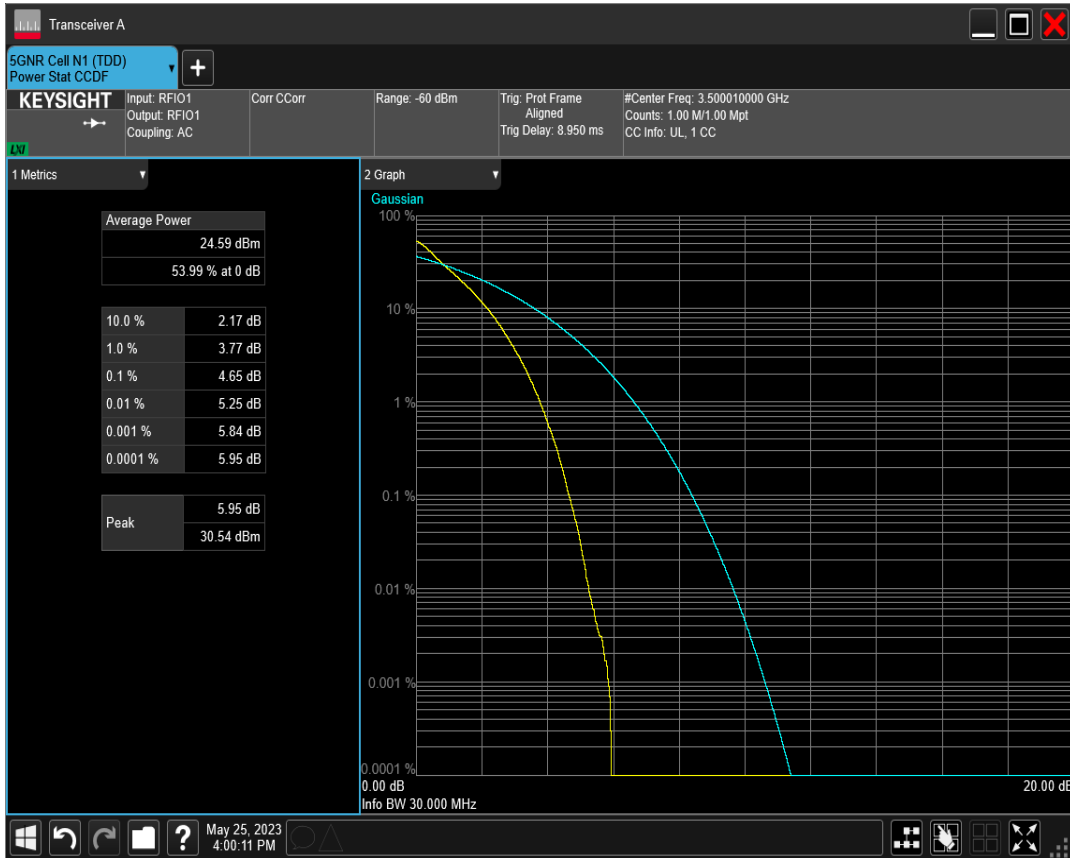 Transceiver A
5GNR Cell N1 (TDD)
Power Stat CCDF
+
KEYSIGHT
LXI
Input: RFIO1
Output: RFIO1
Coupling: AC
Corr CCorr
Range: -60 dBm
Trig: Prot Frame
Aligned
Trig Delay: 8.950 ms
#Center Freq: 3.500010000 GHz
Counts: 1.00 M/1.00 Mpt
CC Info: UL, 1 CC
1 Metrics
Average Power
24.59 dBm
53.99 % at 0 dB
10.0 % 2.17 dB
1.0 % 3.77 dB
0.1 % 4.65 dB
0.01 % 5.25 dB
0.001 % 5.84 dB
0.0001 % 5.95 dB
Peak
5.95 dB
30.54 dBm
2 Graph
Gaussian
100 %
10 %
1 %
0.1 %
0.01 %
0.001 %
0.0001 %
0.00 dB 20.00 dB
Info BW 30.000 MHz
?
May 25, 2023
4:00:11 PM